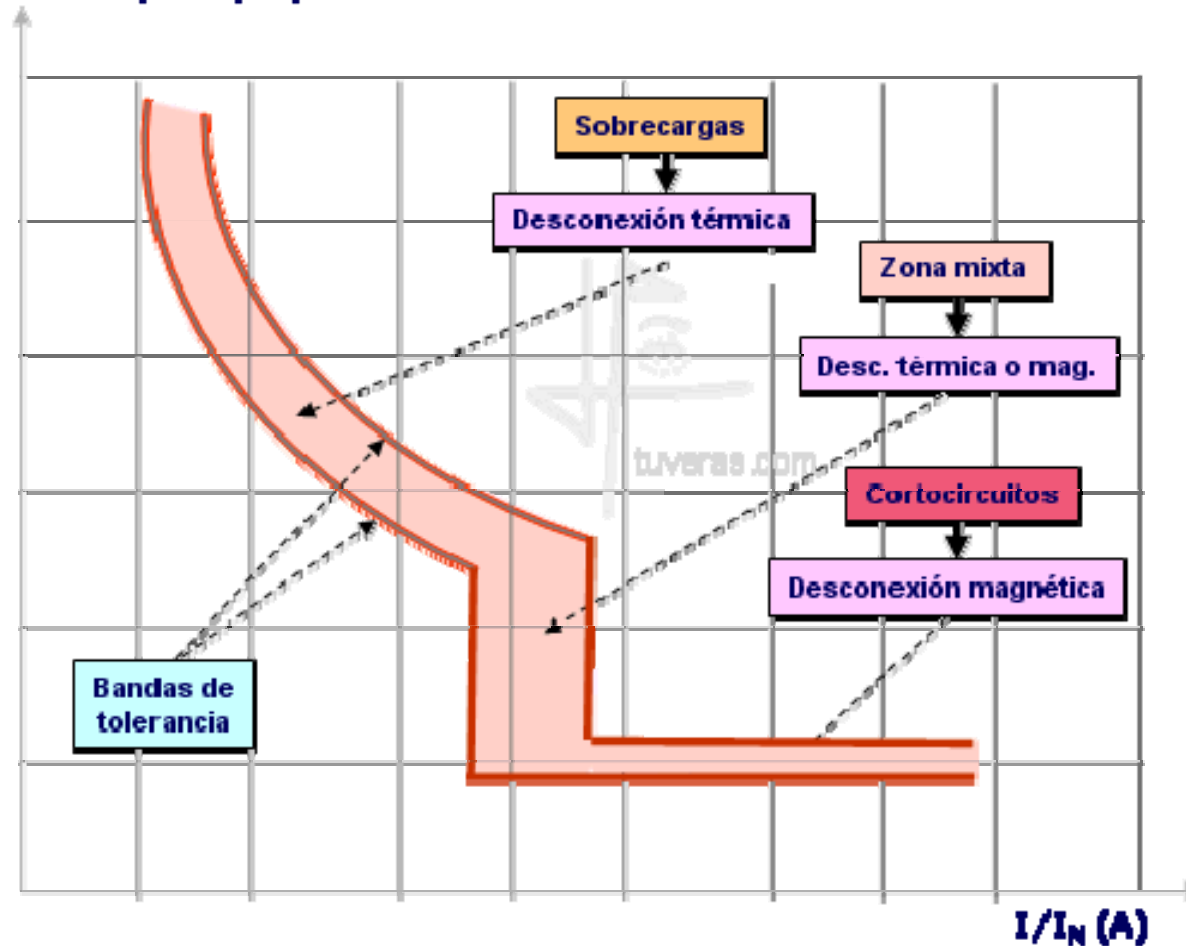 Sobrecargas
Desconexión térmica
Zona mixta
Desc. térmica o mag.
tuveras.com
Cortocircuitos
Desconexión magnética
Bandas de
tolerancia
I/IN (A)